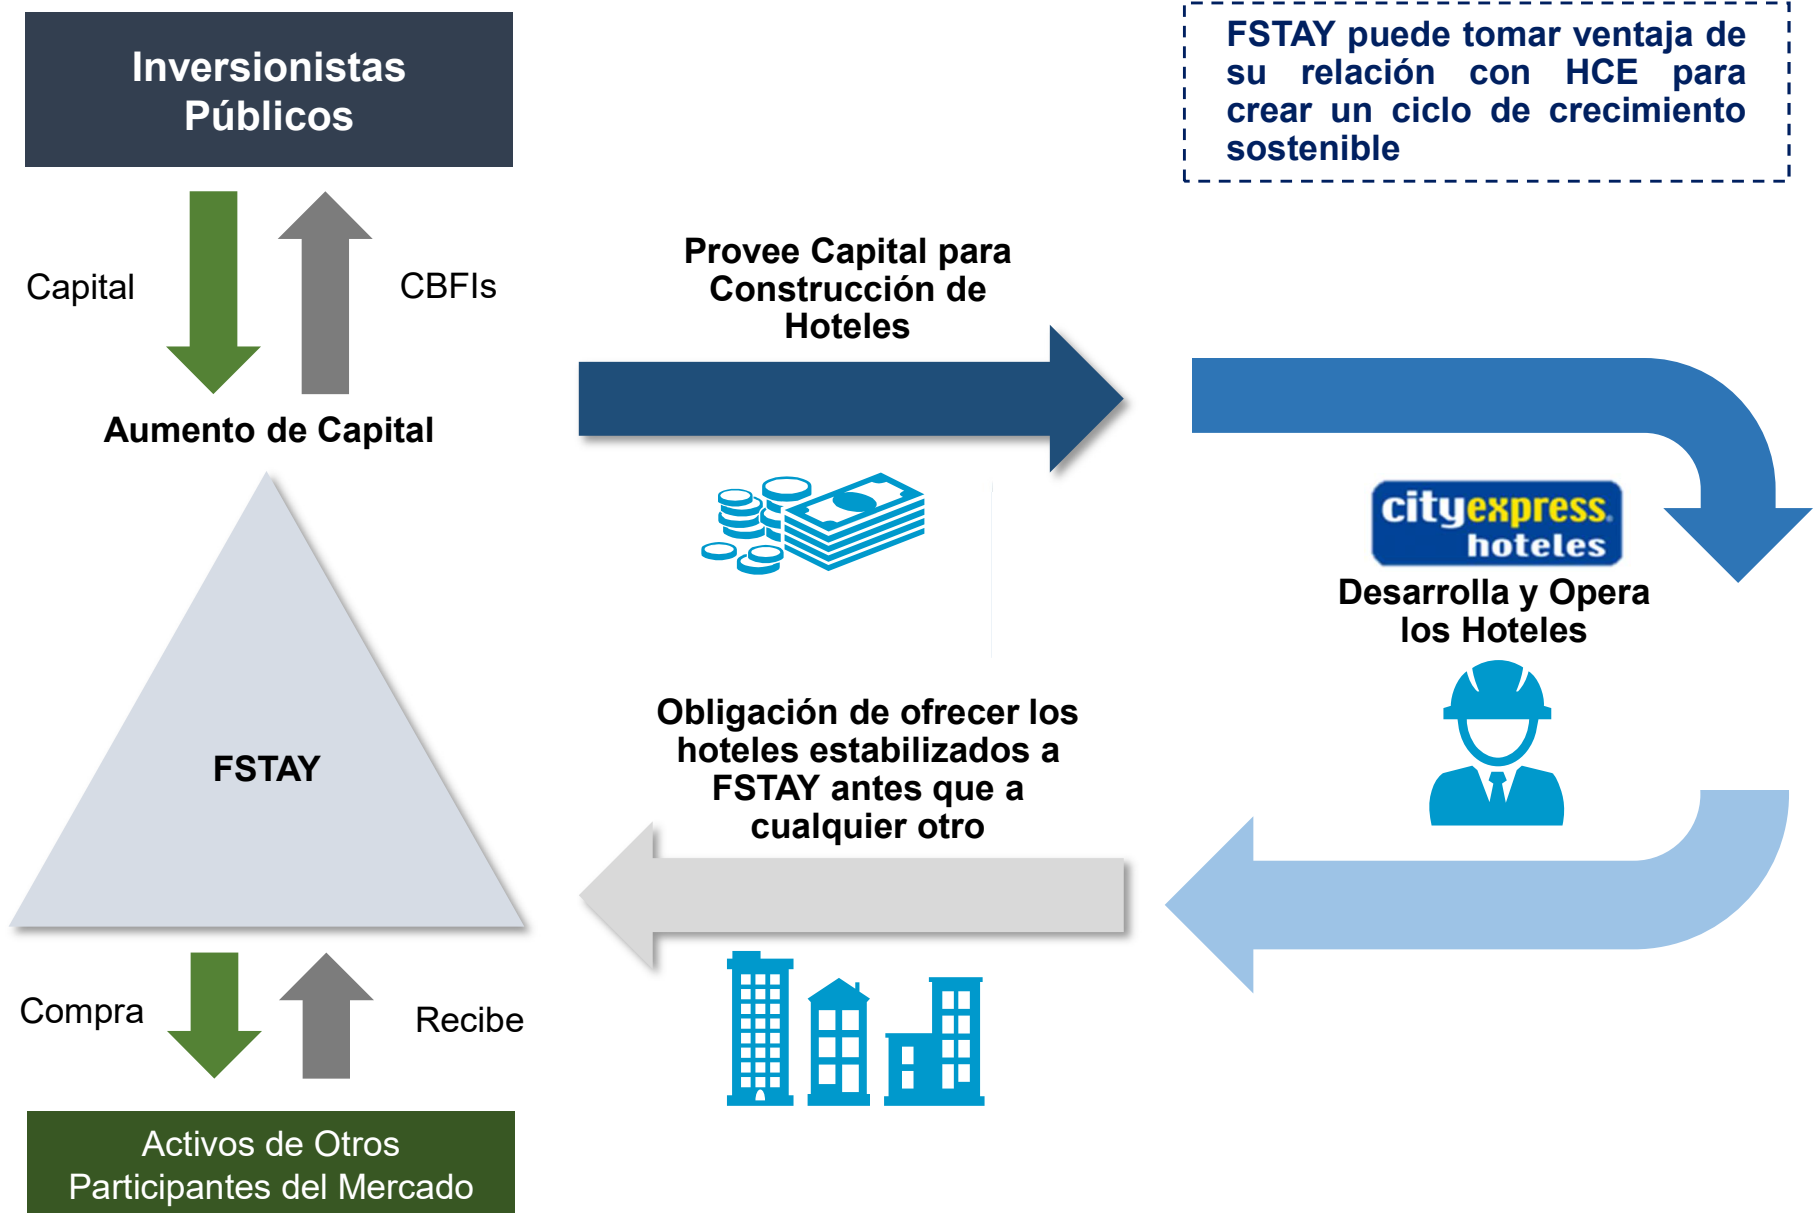 Inversionistas
Públicos
FSTAY puede tomar ventaja de
su relación con HCE para
crear un ciclo de crecimiento
sostenible
Capital
CBFIs
Provee Capital para
Construcción de
Hoteles
Aumento de Capital
cityexpress.
hoteles
Desarrolla y Opera
los Hoteles
FSTAY
Obligación de ofrecer los
hoteles estabilizados a
FSTAY antes que a
cualquier otro
Compra
Recibe
Activos de Otros
Participantes del Mercado